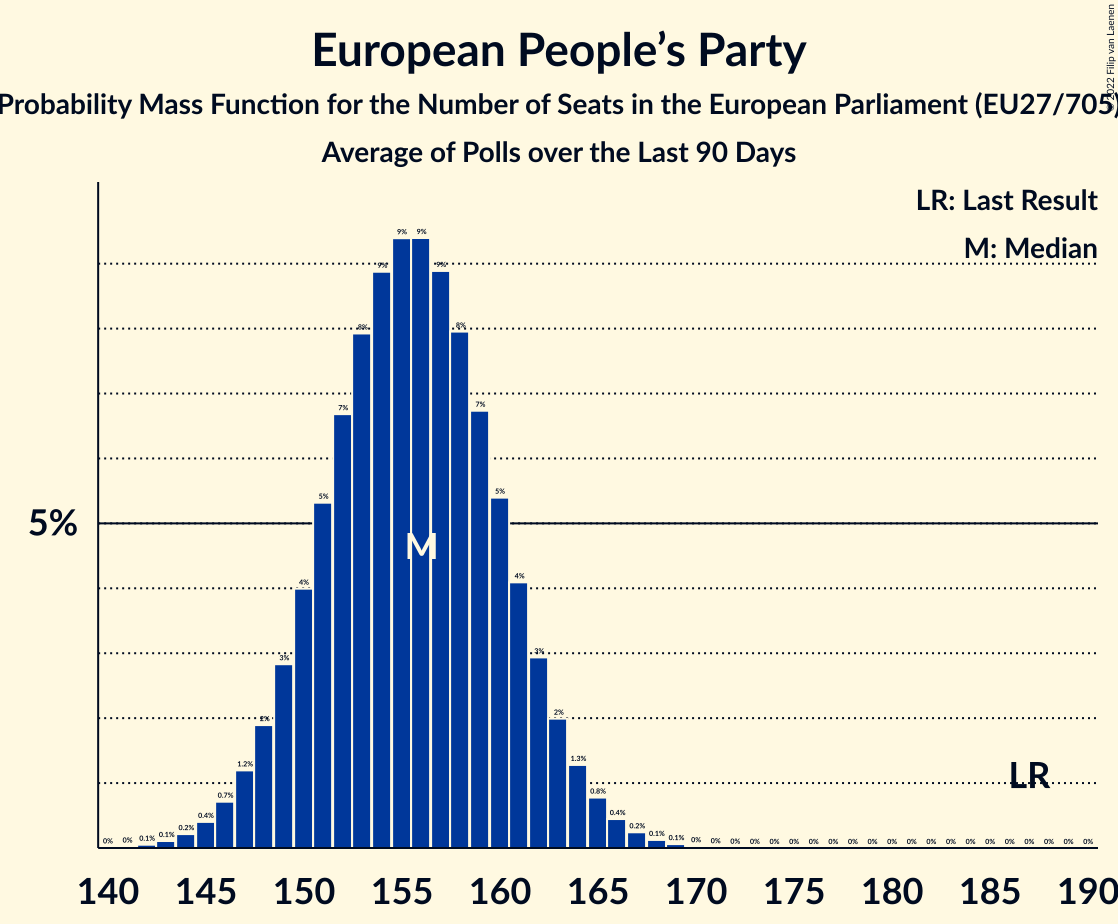 European People’s Party
Probability Mass Function for the Number of Seats in the European Parliament (EU27/705)
Average of Polls over the Last 90 Days
2022 Filip van Laenen
LR: Last Result
M: Median
9% 9%
9% 9%
8% 8%
7% 7%
5% 5%
5%
M
4% 4%
3% 3%
2% 2%
1.2% 1.3%
LR
0.7% 0.8%
0.4% 0.4%
0% 0% 0.1% 0.1% 0.2% 0.2% 0.1% 0.1% 0% 0% 0% 0% 0% 0% 0% 0% 0% 0% 0% 0% 0% 0% 0% 0% 0% 0% 0% 0% 0%
140 145 150 155 160 165 170 175 180 185 190